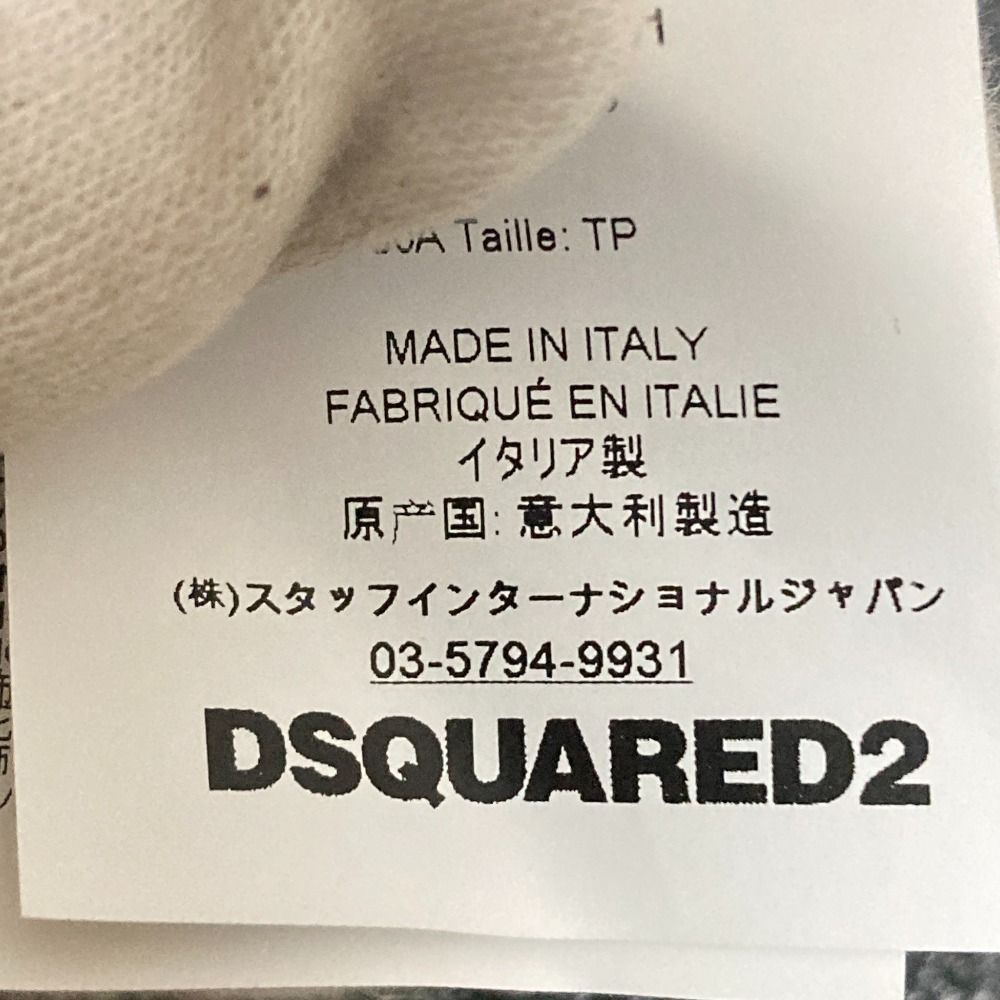 Taille: TP
MADE IN ITALY
FABRIQUÉ EN ITALIE
イタリア製
原产国: 意大利製造
(株)スタッフインターナショナルジャパン
03-5794-9931
DSQUARED2